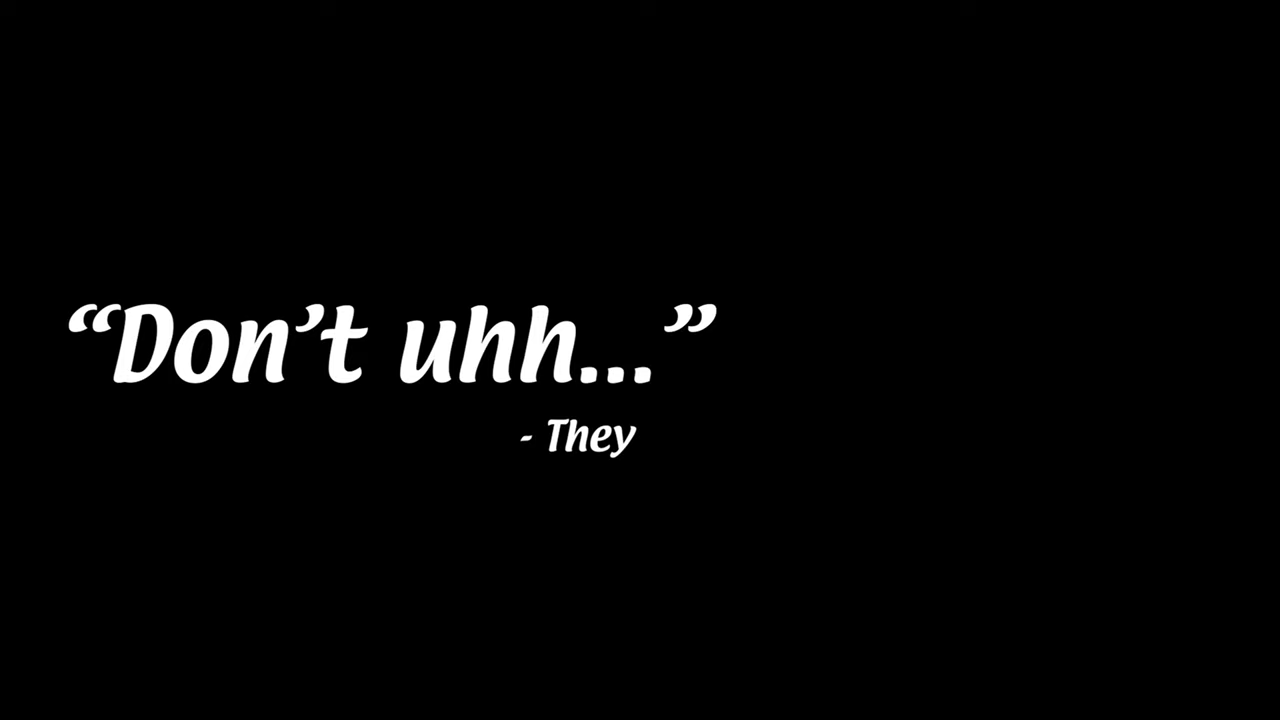 “Don’t uhh...”
- They